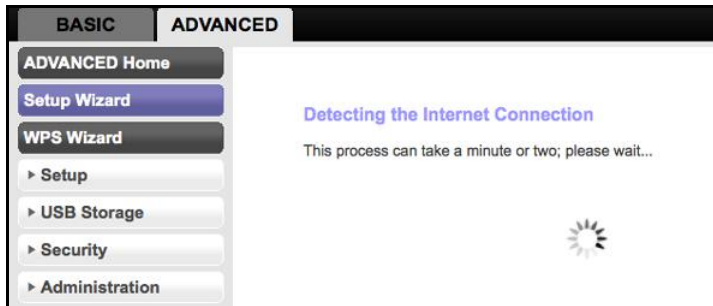 BASIC
ADVANCED
ADVANCED Home
Setup Wizard
WPS Wizard
Setup
USB Storage
Security
Administration
Detecting the Internet Connection
This process can take a minute or two; please wait...